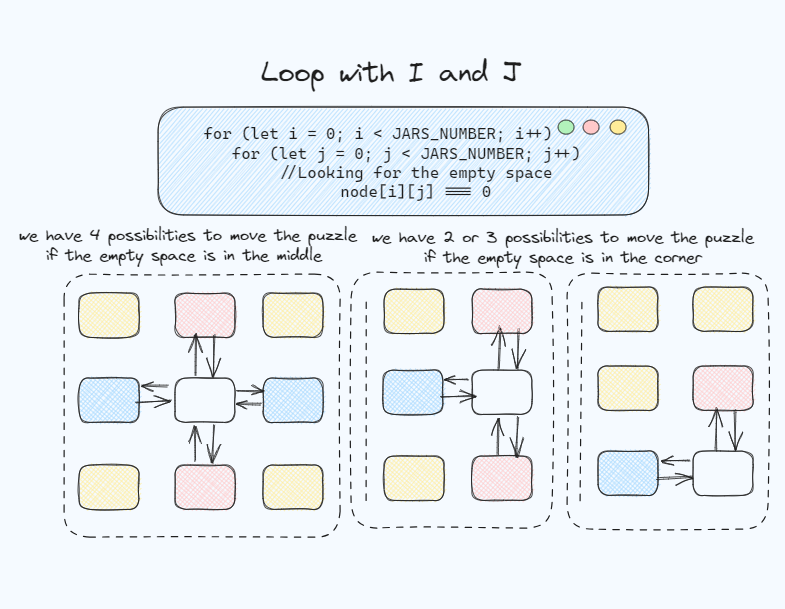 Loop with I and J
for (let i = 0; i < JARS_NUMBER; i++)
for (let j = 0; j < JARS_NUMBER; j++)
//Looking for the empty space
node[i][j] === 0
we have 4 possibilities to move the puzzle
if the empty space is in the middle
we have 2 or 3 possibilities to move the puzzle
if the empty space is in the corner